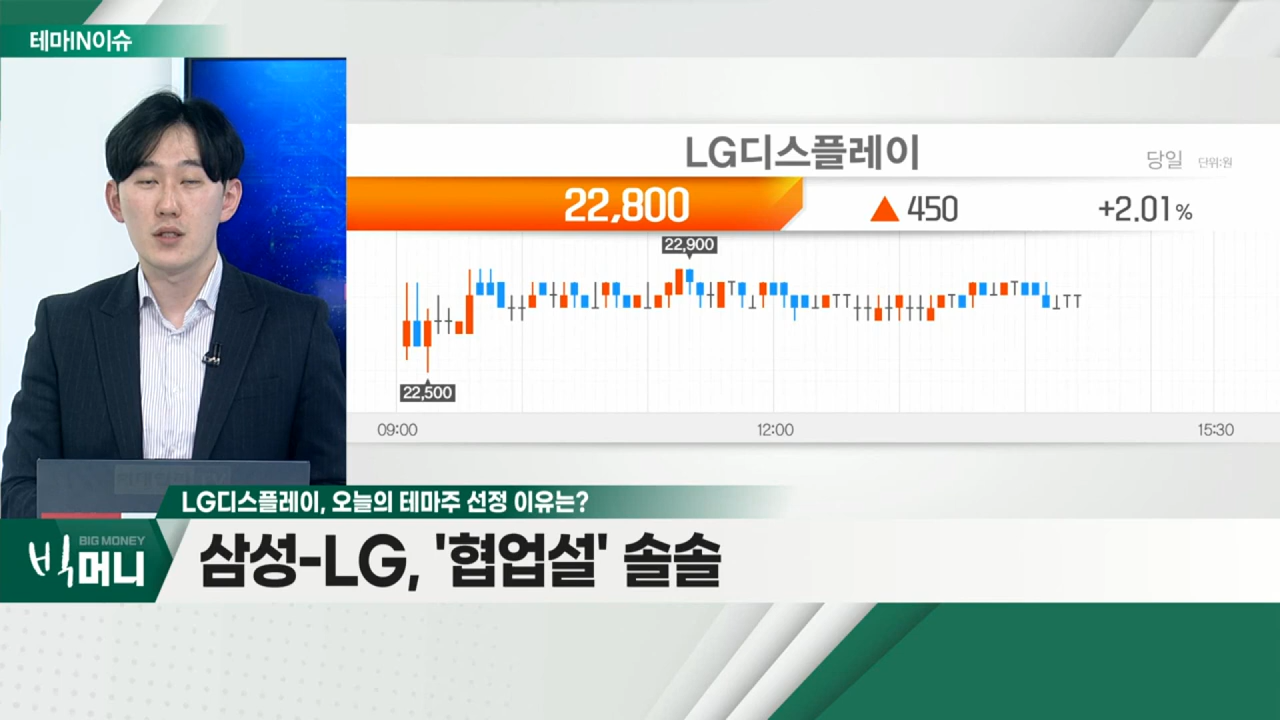 테마IN이슈
LG디스플레이
당일 단위:원
22,800 ▲ 450 +2.01%
22,900
22,500
09:00 12:00 15:30
LG디스플레이, 오늘의 테마주 선정 이유는?
BIG MONEY
빅머니
삼성-LG, '협업설' 솔솔